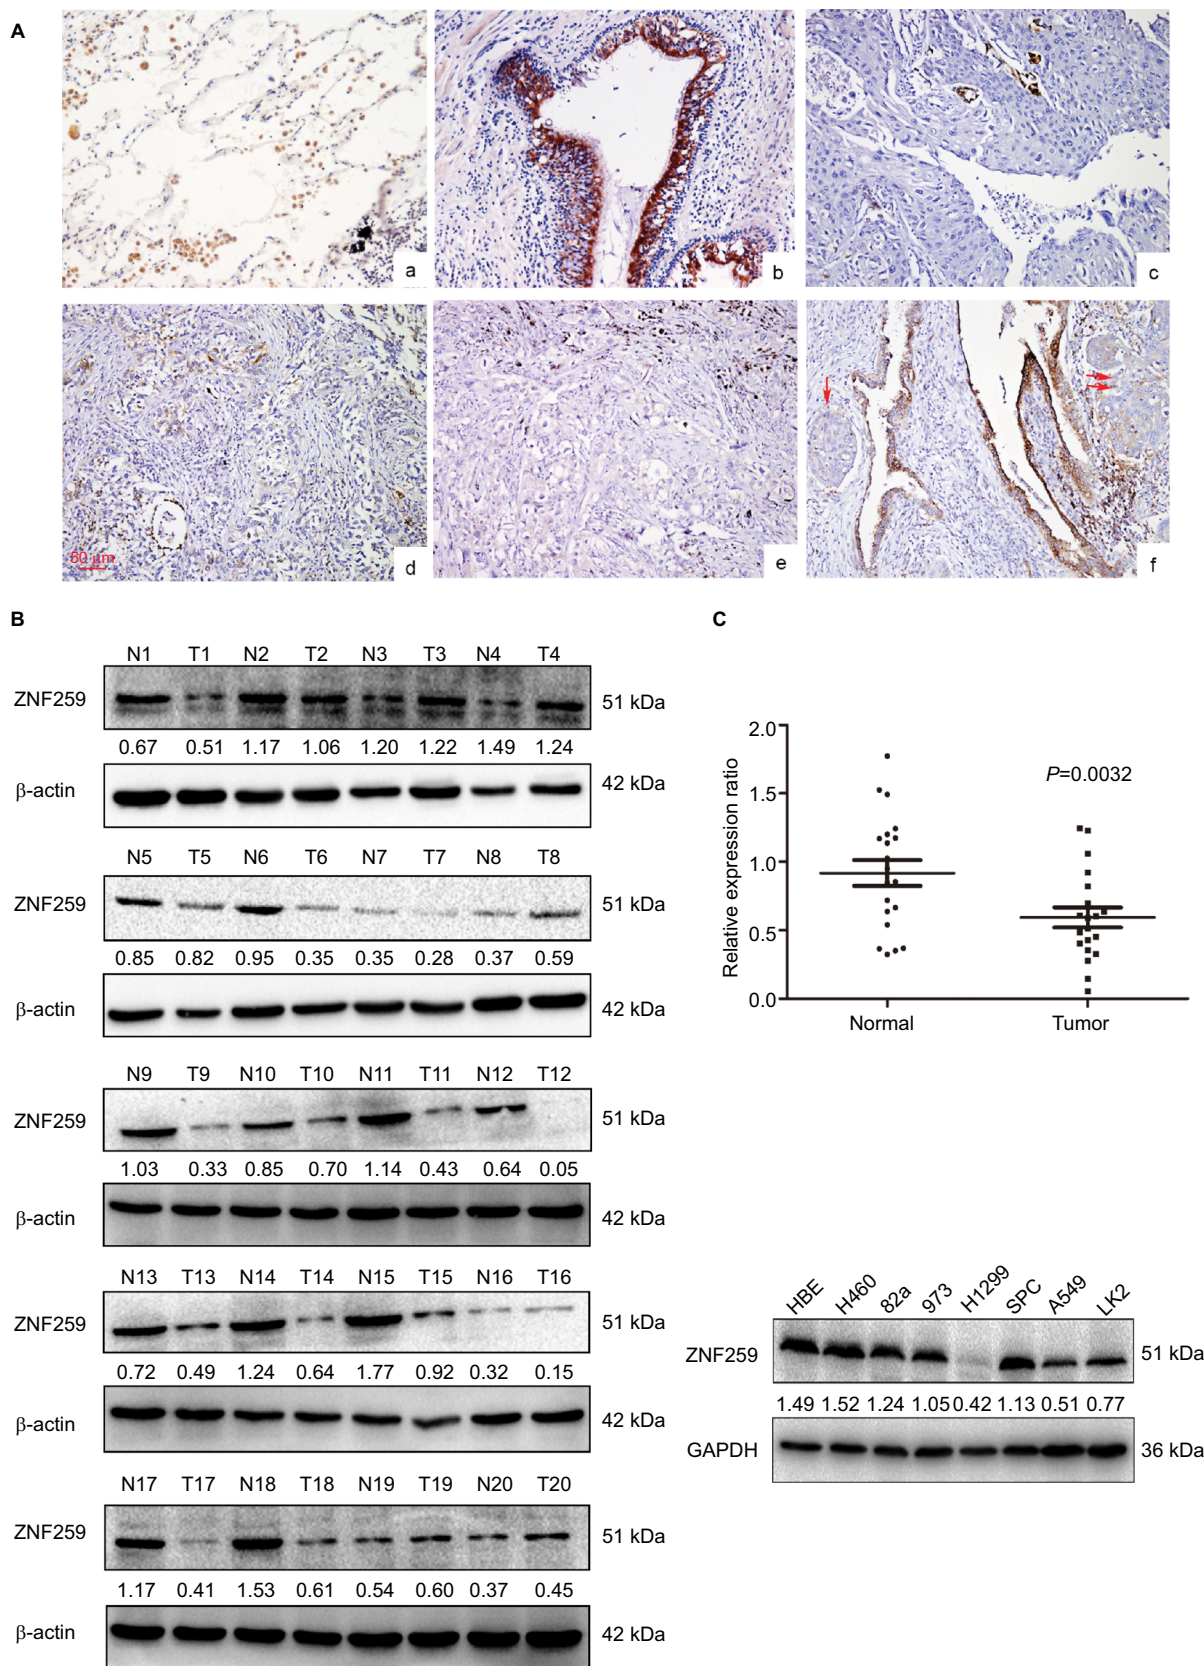 A
a
b
c
50 µm
d
e
f
B
N1 T1 N2 T2 N3 T3 N4 T4
ZNF259
51 kDa
0.67 0.51 1.17 1.06 1.20 1.22 1.49 1.24
β-actin
42 kDa
N5 T5 N6 T6 N7 T7 N8 T8
ZNF259
51 kDa
0.85 0.82 0.95 0.35 0.35 0.28 0.37 0.59
β-actin
42 kDa
N9 T9 N10 T10 N11 T11 N12 T12
ZNF259
51 kDa
1.03 0.33 0.85 0.70 1.14 0.43 0.64 0.05
β-actin
42 kDa
N13 T13 N14 T14 N15 T15 N16 T16
ZNF259
51 kDa
0.72 0.49 1.24 0.64 1.77 0.92 0.32 0.15
β-actin
42 kDa
N17 T17 N18 T18 N19 T19 N20 T20
ZNF259
51 kDa
1.17 0.41 1.53 0.61 0.54 0.60 0.37 0.45
β-actin
42 kDa
C
Relative expression ratio
2.0
1.5
1.0
0.5
0.0
P=0.0032
Normal Tumor
HBE H460 82a 973 H1299 SPC A549 LK2
ZNF259
51 kDa
1.49 1.52 1.24 1.05 0.42 1.13 0.51 0.77
GAPDH
36 kDa